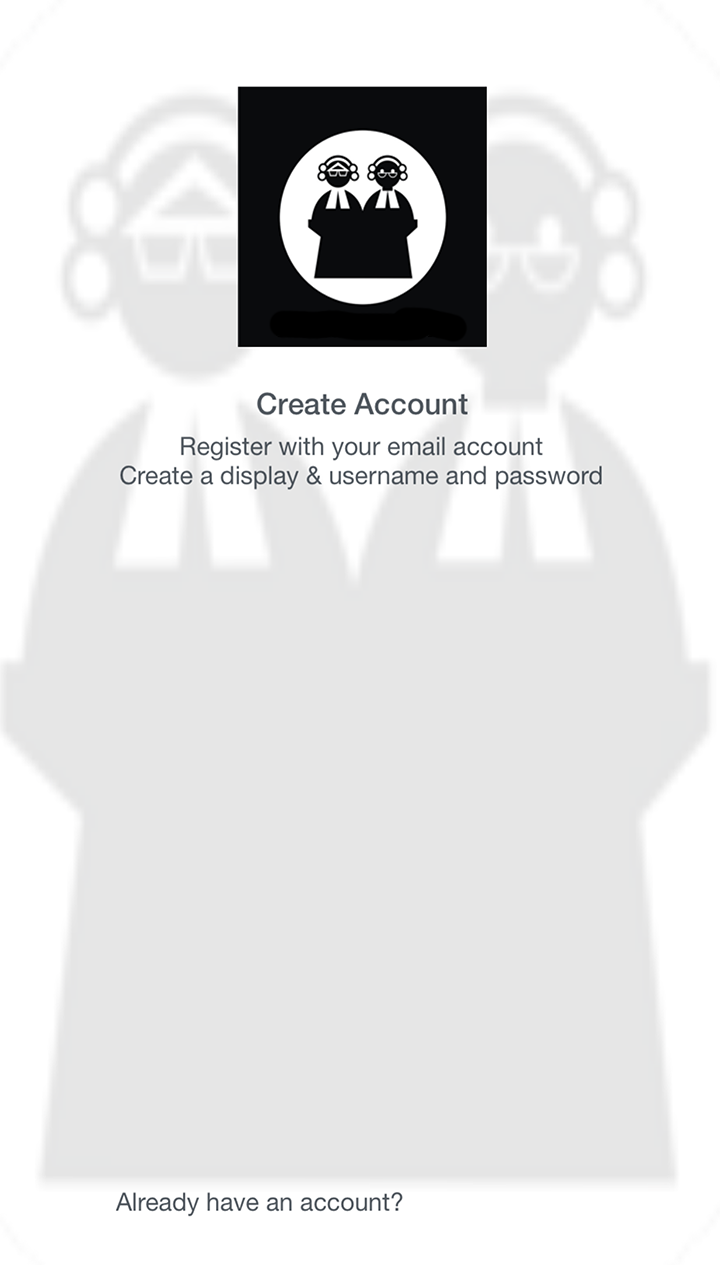 Create Account
Register with your email account
Create a display & username and password
Already have an account?